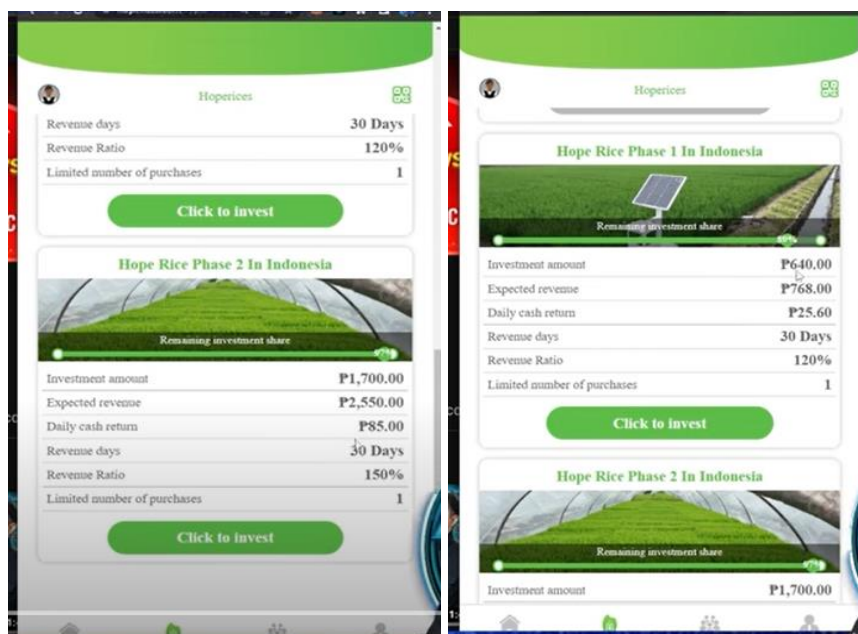 Hoperices
Revenue days 30 Days
Revenue Ratio 120%
Limited number of purchases 1
Click to invest
Hope Rice Phase 2 In Indonesia
Remaining investment share
Investment amount ₱1,700.00
Expected revenue ₱2,550.00
Daily cash return ₱85.00
Revenue days 30 Days
Revenue Ratio 150%
Limited number of purchases 1
Click to invest
Hoperices
Hope Rice Phase 1 In Indonesia
Remaining investment share
Investment amount ₱640.00
Expected revenue ₱768.00
Daily cash return ₱25.60
Revenue days 30 Days
Revenue Ratio 120%
Limited number of purchases 1
Click to invest
Hope Rice Phase 2 In Indonesia
Remaining investment share
Investment amount ₱1,700.00